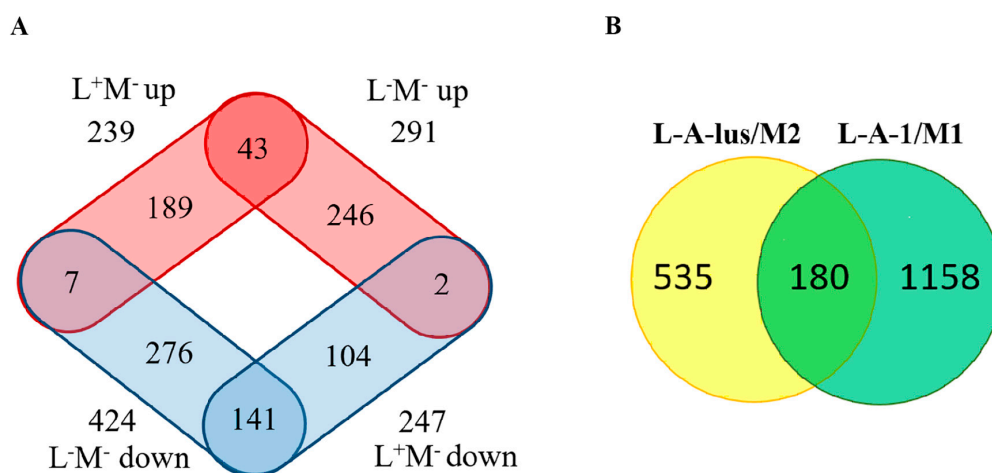 A
B
L⁺M⁻ up
239
L⁻M⁻ up
291
43
189
246
7
2
276
104
141
424
L⁻M⁻ down
247
L⁺M⁻ down
L-A-lus/M2
L-A-1/M1
535
180
1158